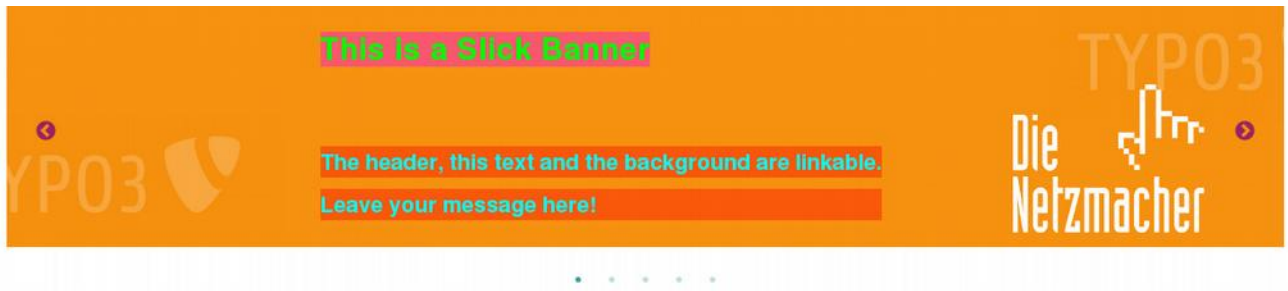 This is a Slick Banner
TYPO3
YPO3
The header, this text and the background are linkable.
Leave your message here!
Die
Netzmacher